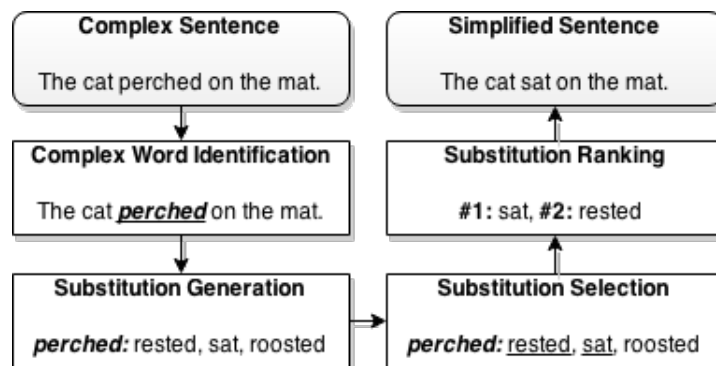 Complex Sentence
The cat perched on the mat.
Complex Word Identification
The cat perched on the mat.
Substitution Generation
perched: rested, sat, roosted
Substitution Selection
perched: rested, sat, roosted
Substitution Ranking
#1: sat, #2: rested
Simplified Sentence
The cat sat on the mat.